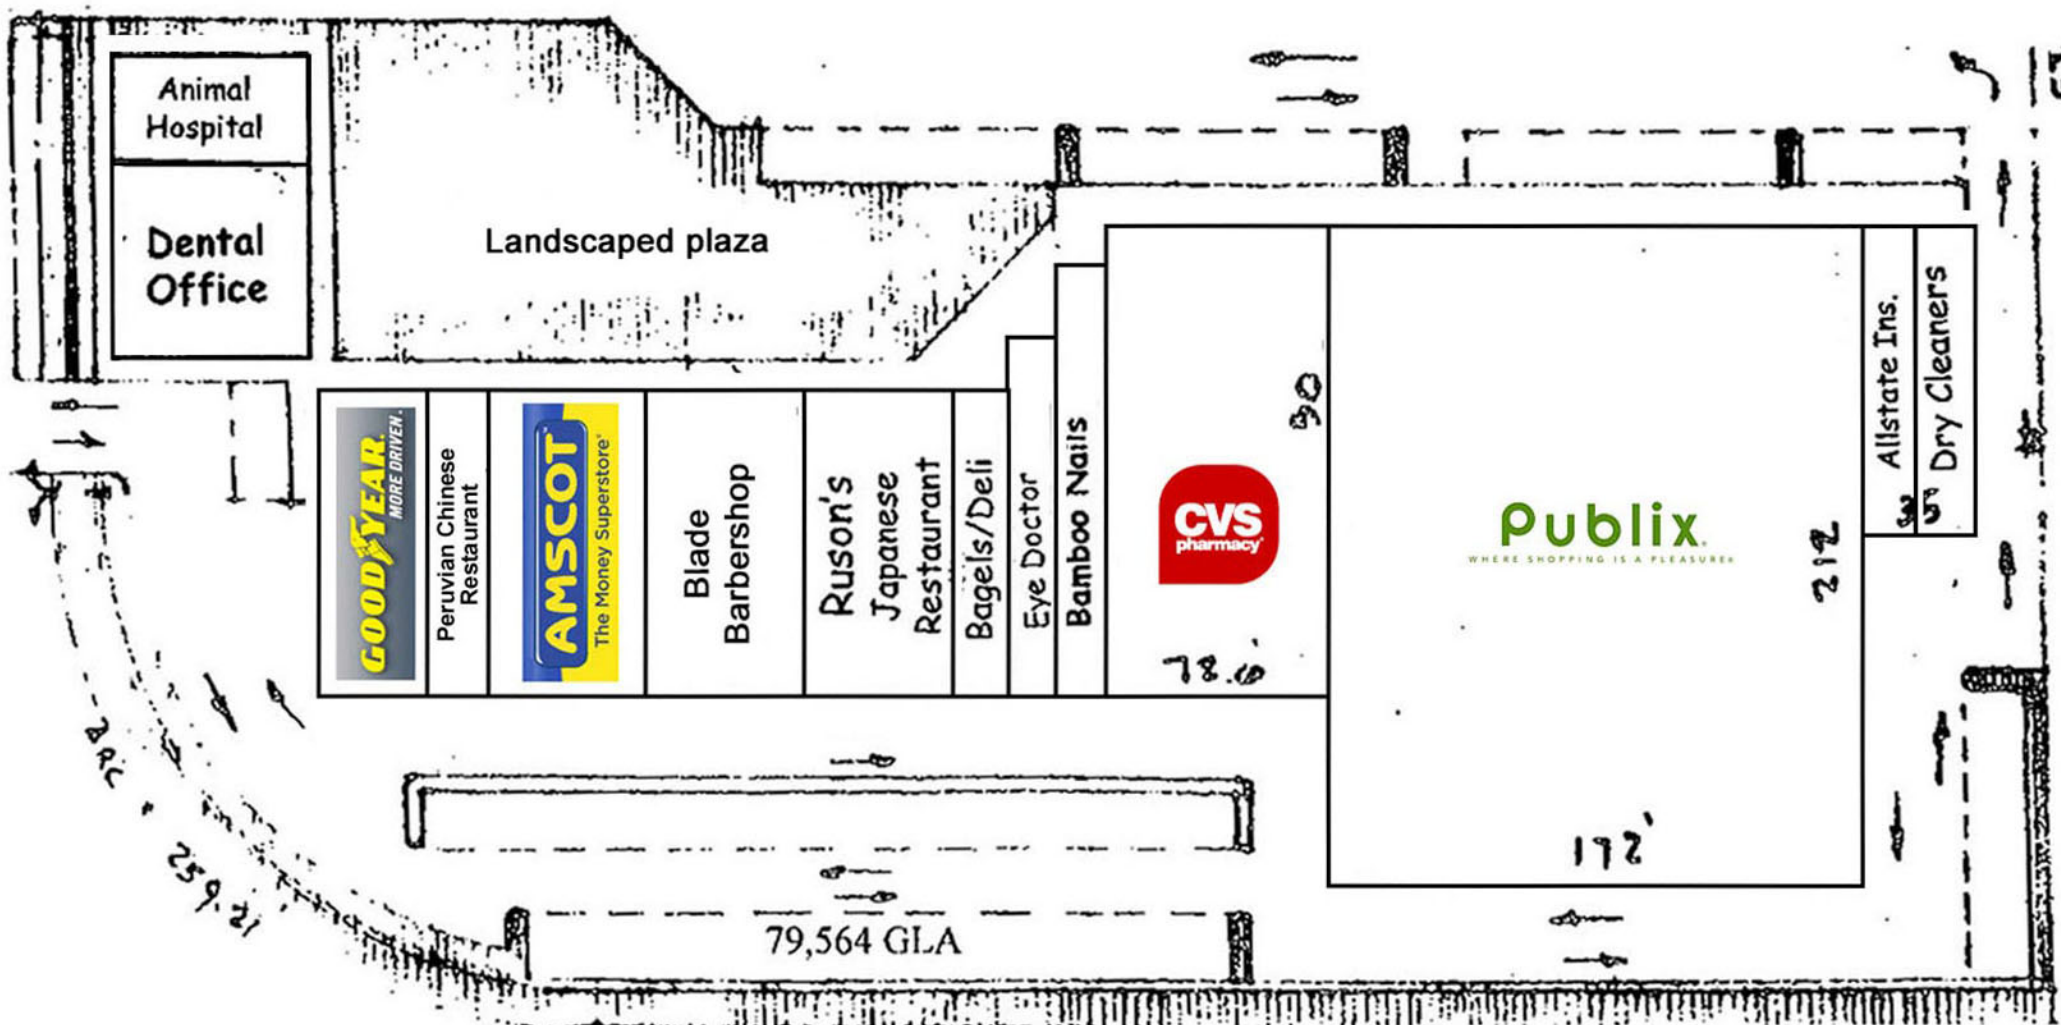 Animal
Hospital
Dental
Office
Landscaped plaza
GOODYEAR
MORE DRIVEN.
Peruvian Chinese
Restaurant
AMSCOT
The Money Superstore
Blade
Barbershop
Ruson's
Japanese
Restaurant
Bagels/Deli
Eye Doctor
Bamboo Nails
CVS
pharmacy
90
78.6'
Publix
WHERE SHOPPING IS A PLEASURE
212
172'
Allstate Ins.
Dry Cleaners
ARC
259.21'
79,564 GLA